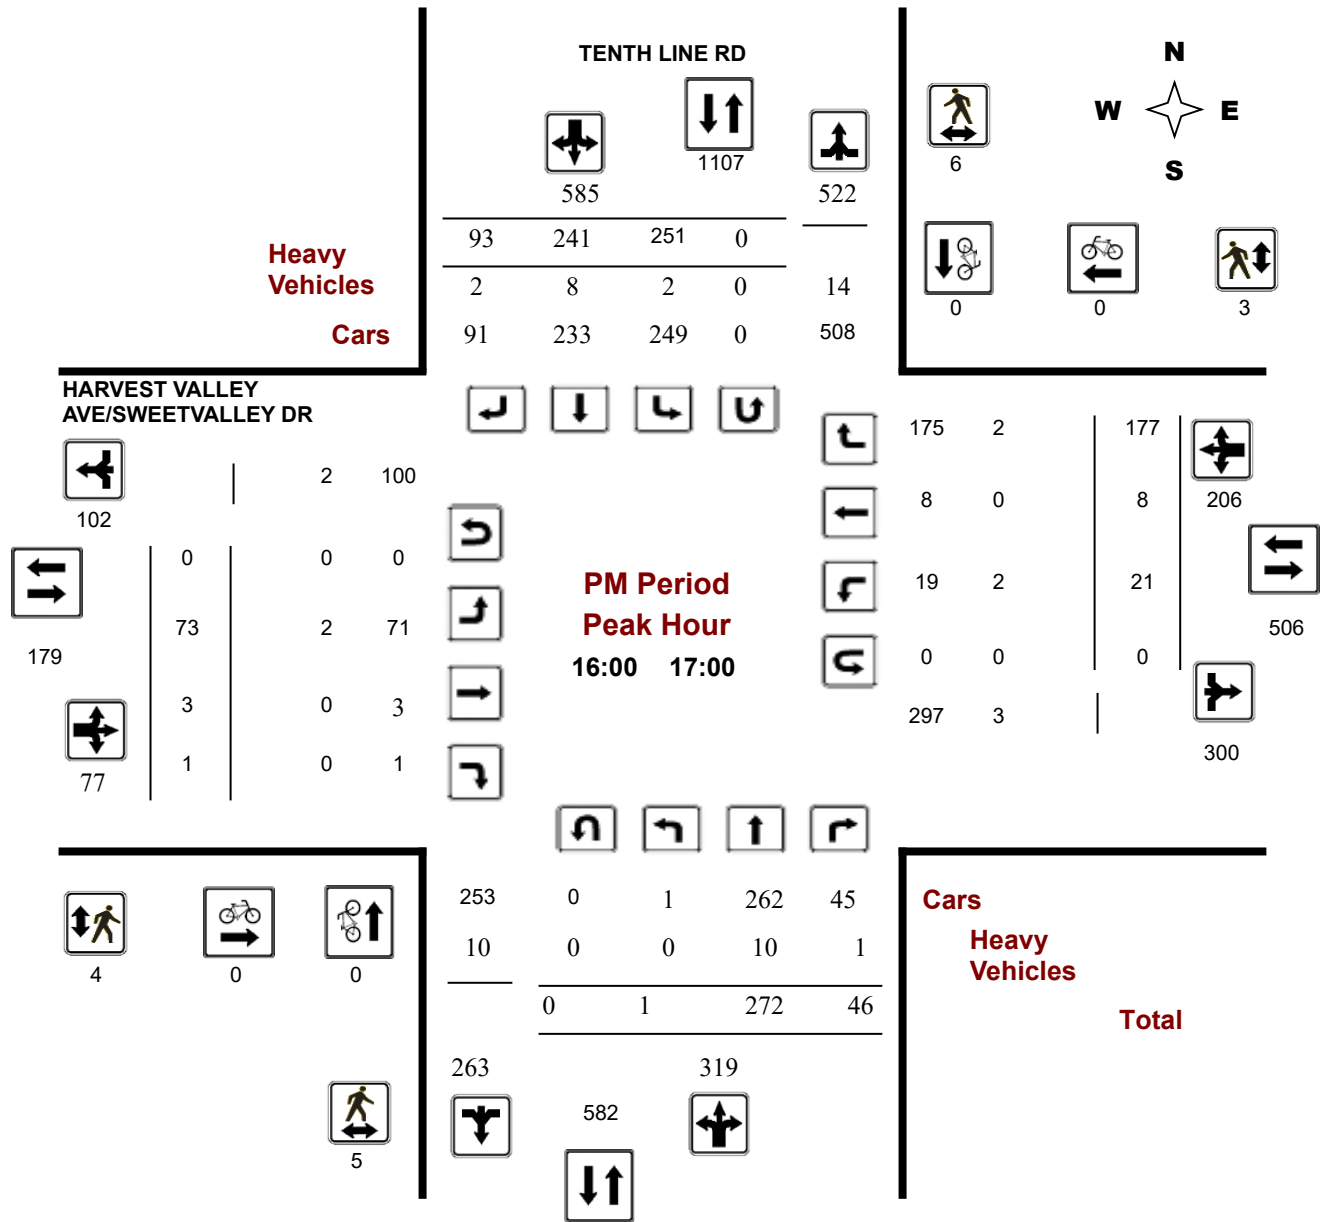 TENTH LINE RD
N
W E
S
1107
6
585
522
93 241 251 0
Heavy
Vehicles
2 8 2 0 14
0 0 3
Cars
91 233 249 0 508
HARVEST VALLEY
AVE/SWEETVALLEY DR
175 2 177
2 100
8 0 8 206
102
0 0 0
PM Period
19 2 21
73 2 71
Peak Hour
506
179
16:00 17:00
0 0 0
3 0 3
297 3
300
1 0 1
77
253 0 1 262 45
Cars
10 0 0 10 1
Heavy
Vehicles
4 0 0
0 1 272 46
Total
263 319
582
5